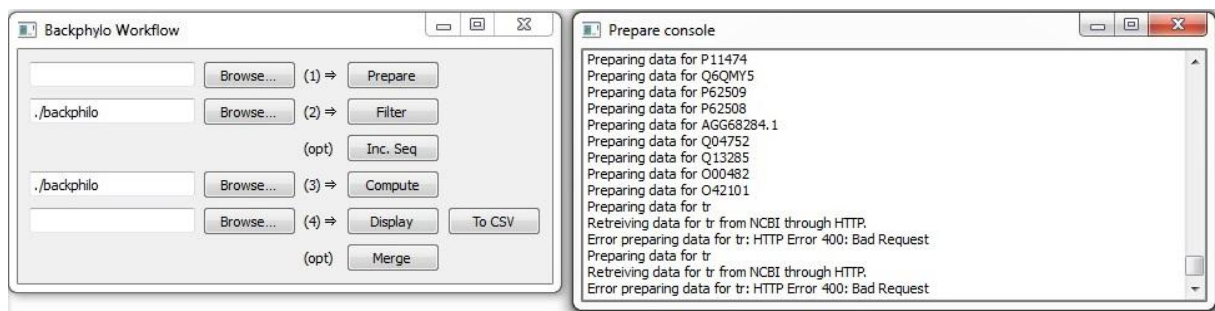 Backphylo Workflow
Browse... (1) ⇒ Prepare
./backphilo Browse... (2) ⇒ Filter
(opt) Inc. Seq
./backphilo Browse... (3) ⇒ Compute
Browse... (4) ⇒ Display To CSV
(opt) Merge
Prepare console
Preparing data for P11474
Preparing data for Q6QMY5
Preparing data for P62509
Preparing data for P62508
Preparing data for AGG68284.1
Preparing data for Q04752
Preparing data for Q13285
Preparing data for O00482
Preparing data for O42101
Preparing data for tr
Retreiving data for tr from NCBI through HTTP.
Error preparing data for tr: HTTP Error 400: Bad Request
Preparing data for tr
Retreiving data for tr from NCBI through HTTP.
Error preparing data for tr: HTTP Error 400: Bad Request